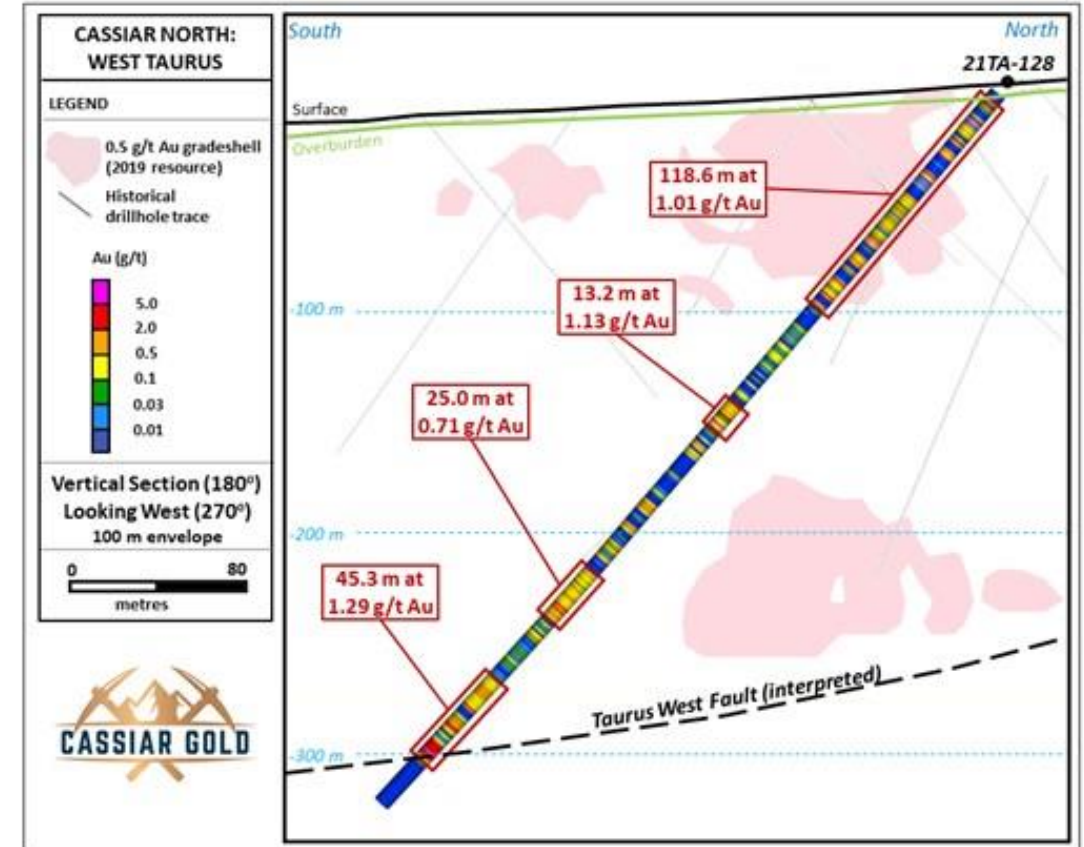 CASSIAR NORTH:
WEST TAURUS
LEGEND
0.5 g/t Au gradeshell
(2019 resource)
Historical
drillhole trace
Au (g/t)
5.0
2.0
0.5
0.1
0.03
0.01
Vertical Section (180°)
Looking West (270°)
100 m envelope
0 80
metres
CASSIAR GOLD
South
North
21TA-128
Surface
Overburden
118.6 m at
1.01 g/t Au
-100 m
13.2 m at
1.13 g/t Au
25.0 m at
0.71 g/t Au
-200 m
45.3 m at
1.29 g/t Au
Taurus West Fault (interpreted)
-300 m